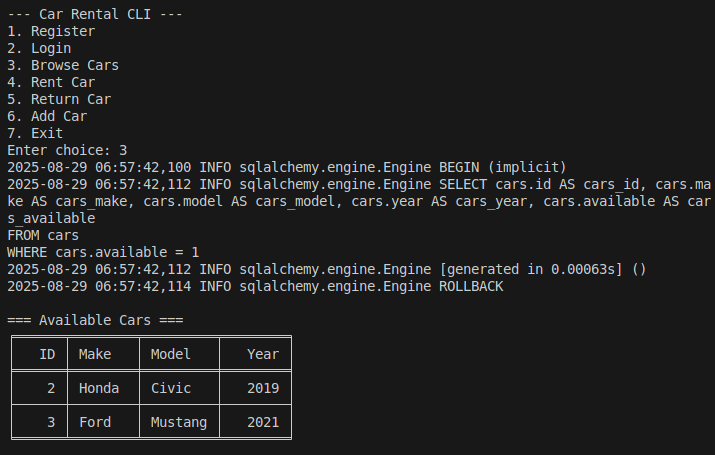 --- Car Rental CLI ---
1. Register
2. Login
3. Browse Cars
4. Rent Car
5. Return Car
6. Add Car
7. Exit
Enter choice: 3
2025-08-29 06:57:42,100 INFO sqlalchemy.engine.Engine BEGIN (implicit)
2025-08-29 06:57:42,112 INFO sqlalchemy.engine.Engine SELECT cars.id AS cars_id, cars.ma
ke AS cars_make, cars.model AS cars_model, cars.year AS cars_year, cars.available AS car
s_available
FROM cars
WHERE cars.available = 1
2025-08-29 06:57:42,112 INFO sqlalchemy.engine.Engine [generated in 0.00063s] ()
2025-08-29 06:57:42,114 INFO sqlalchemy.engine.Engine ROLLBACK
=== Available Cars ===
ID Make Model Year
2 Honda Civic 2019
3 Ford Mustang 2021